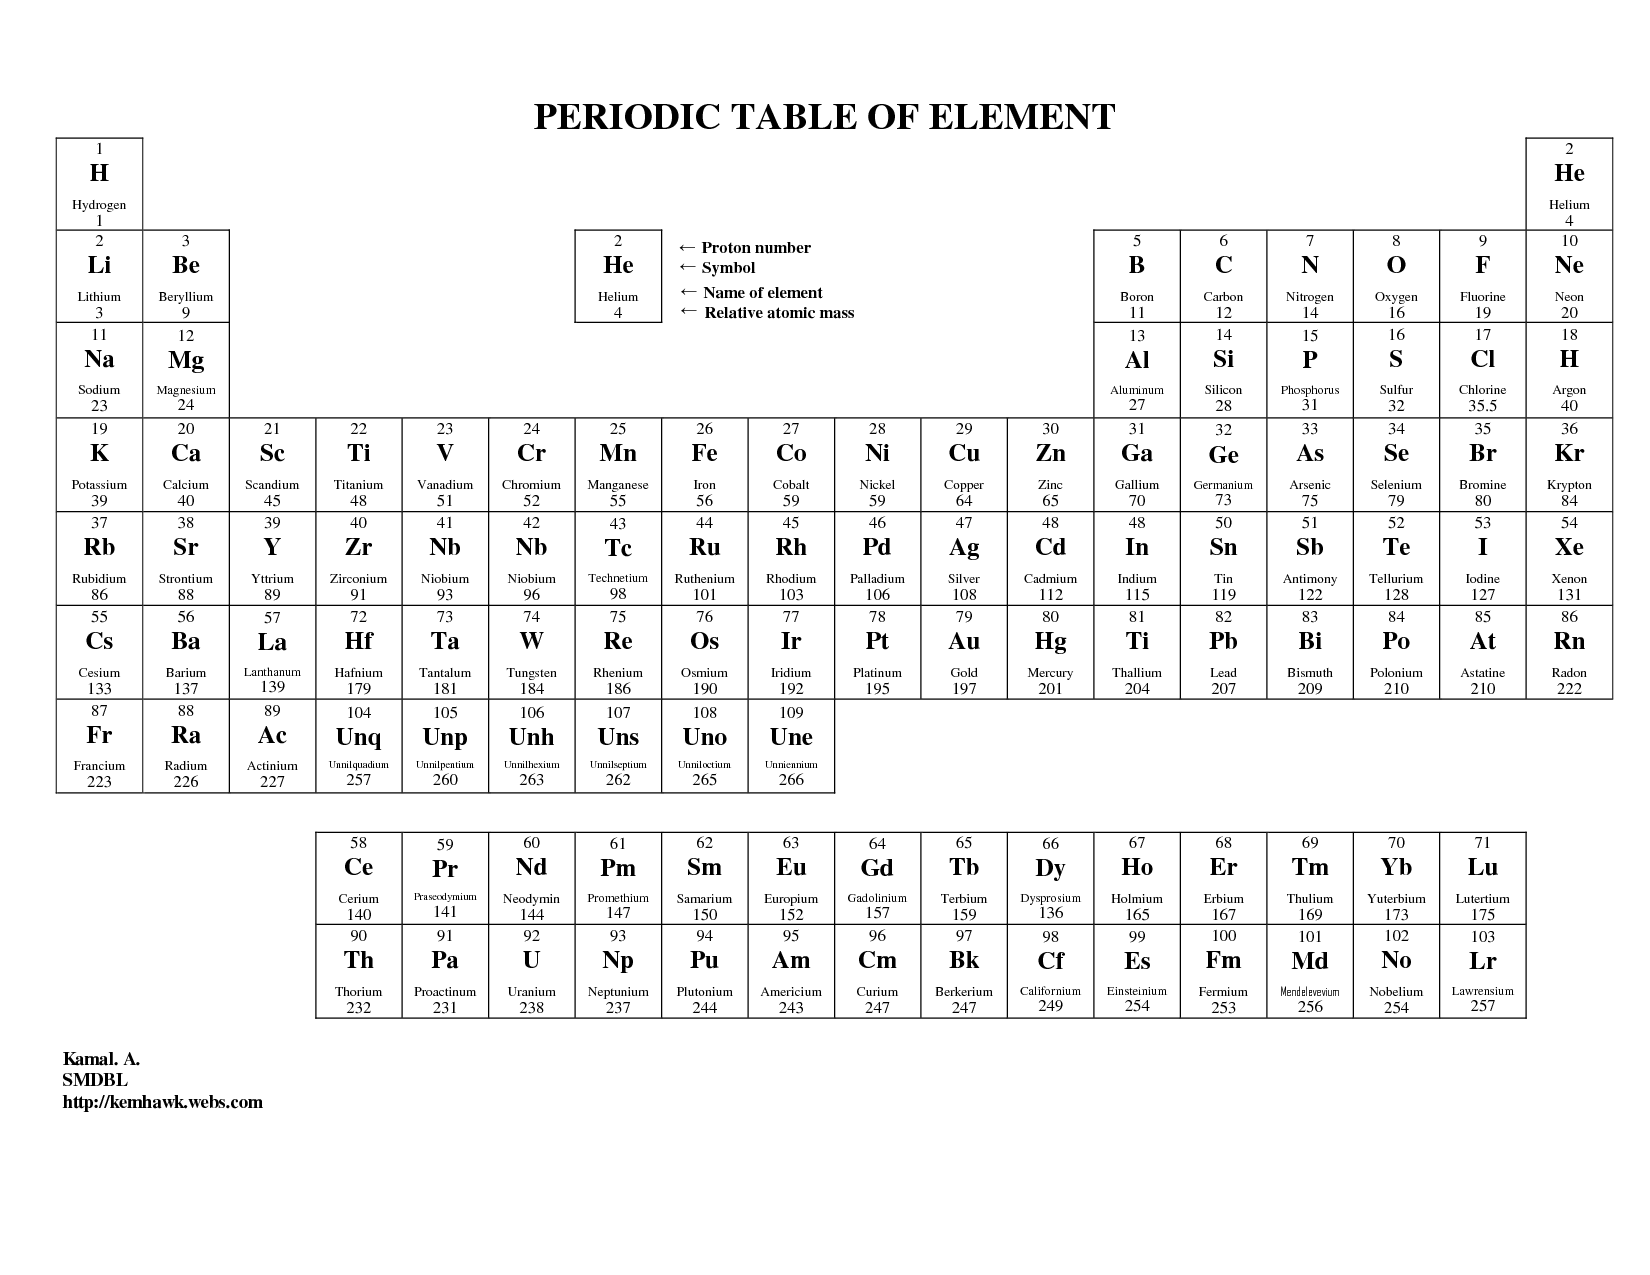 PERIODIC TABLE OF ELEMENT
1 2
H He
Hydrogen Helium
1 4
2 3 2 ← Proton number 5 6 7 8 9 10
Li Be He ← Symbol B C N O F Ne
Lithium Beryllium Helium ← Name of element Boron Carbon Nitrogen Oxygen Fluorine Neon
3 9 4 ← Relative atomic mass 11 12 14 16 19 20
11 12 13 14 15 16 17 18
Na Mg Al Si P S Cl H
Sodium Magnesium Aluminum Silicon Phosphorus Sulfur Chlorine Argon
23 24 27 28 31 32 35.5 40
19 20 21 22 23 24 25 26 27 28 29 30 31 32 33 34 35 36
K Ca Sc Ti V Cr Mn Fe Co Ni Cu Zn Ga Ge As Se Br Kr
Potassium Calcium Scandium Titanium Vanadium Chromium Manganese Iron Cobalt Nickel Copper Zinc Gallium Germanium Arsenic Selenium Bromine Krypton
39 40 45 48 51 52 55 56 59 59 64 65 70 73 75 79 80 84
37 38 39 40 41 42 43 44 45 46 47 48 48 50 51 52 53 54
Rb Sr Y Zr Nb Nb Tc Ru Rh Pd Ag Cd In Sn Sb Te I Xe
Rubidium Strontium Yttrium Zirconium Niobium Niobium Technetium Ruthenium Rhodium Palladium Silver Cadmium Indium Tin Antimony Tellurium Iodine Xenon
86 88 89 91 93 96 98 101 103 106 108 112 115 119 122 128 127 131
55 56 57 72 73 74 75 76 77 78 79 80 81 82 83 84 85 86
Cs Ba La Hf Ta W Re Os Ir Pt Au Hg Ti Pb Bi Po At Rn
Cesium Barium Lanthanum Hafnium Tantalum Tungsten Rhenium Osmium Iridium Platinum Gold Mercury Thallium Lead Bismuth Polonium Astatine Radon
133 137 139 179 181 184 186 190 192 195 197 201 204 207 209 210 210 222
87 88 89 104 105 106 107 108 109
Fr Ra Ac Unq Unp Unh Uns Uno Une
Francium Radium Actinium Unnilquadium Unnilpentium Unnilhexium Unnilseptium Unniloctium Unniennium
223 226 227 257 260 263 262 265 266
58 59 60 61 62 63 64 65 66 67 68 69 70 71
Ce Pr Nd Pm Sm Eu Gd Tb Dy Ho Er Tm Yb Lu
Cerium Praseodymium Neodymin Promethium Samarium Europium Gadolinium Terbium Dysprosium Holmium Erbium Thulium Yuterbium Lutertium
140 141 144 147 150 152 157 159 136 165 167 169 173 175
90 91 92 93 94 95 96 97 98 99 100 101 102 103
Th Pa U Np Pu Am Cm Bk Cf Es Fm Md No Lr
Thorium Proactinum Uranium Neptunium Plutonium Americium Curium Berkerium Californium Einsteinium Fermium Mendelevevium Nobelium Lawrensium
232 231 238 237 244 243 247 247 249 254 253 256 254 257
Kamal. A.
SMDBL
http://kemhawk.webs.com